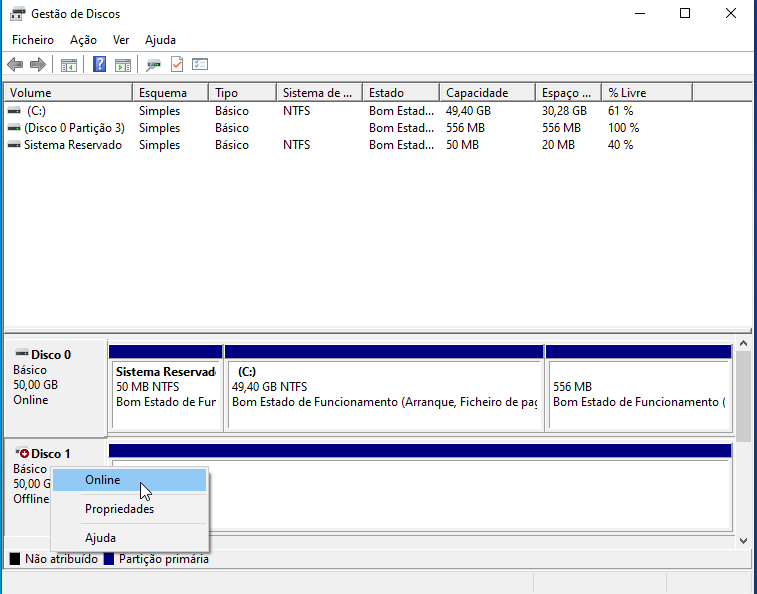 Gestão de Discos
Ficheiro Ação Ver Ajuda
Volume Esquema Tipo Sistema de ... Estado Capacidade Espaço ... % Livre
(C:) Simples Básico NTFS Bom Estad... 49,40 GB 30,28 GB 61 %
(Disco 0 Partição 3) Simples Básico Bom Estad... 556 MB 556 MB 100 %
Sistema Reservado Simples Básico NTFS Bom Estad... 50 MB 20 MB 40 %
Disco 0
Básico
50,00 GB
Online
Sistema Reservad
50 MB NTFS
Bom Estado de Fur
(C:)
49,40 GB NTFS
Bom Estado de Funcionamento (Arranque, Ficheiro de pag
556 MB
Bom Estado de Funcionamento (
Disco 1
Básico
50,00 G
Offline
Online
Propriedades
Ajuda
Não atribuído Partição primária